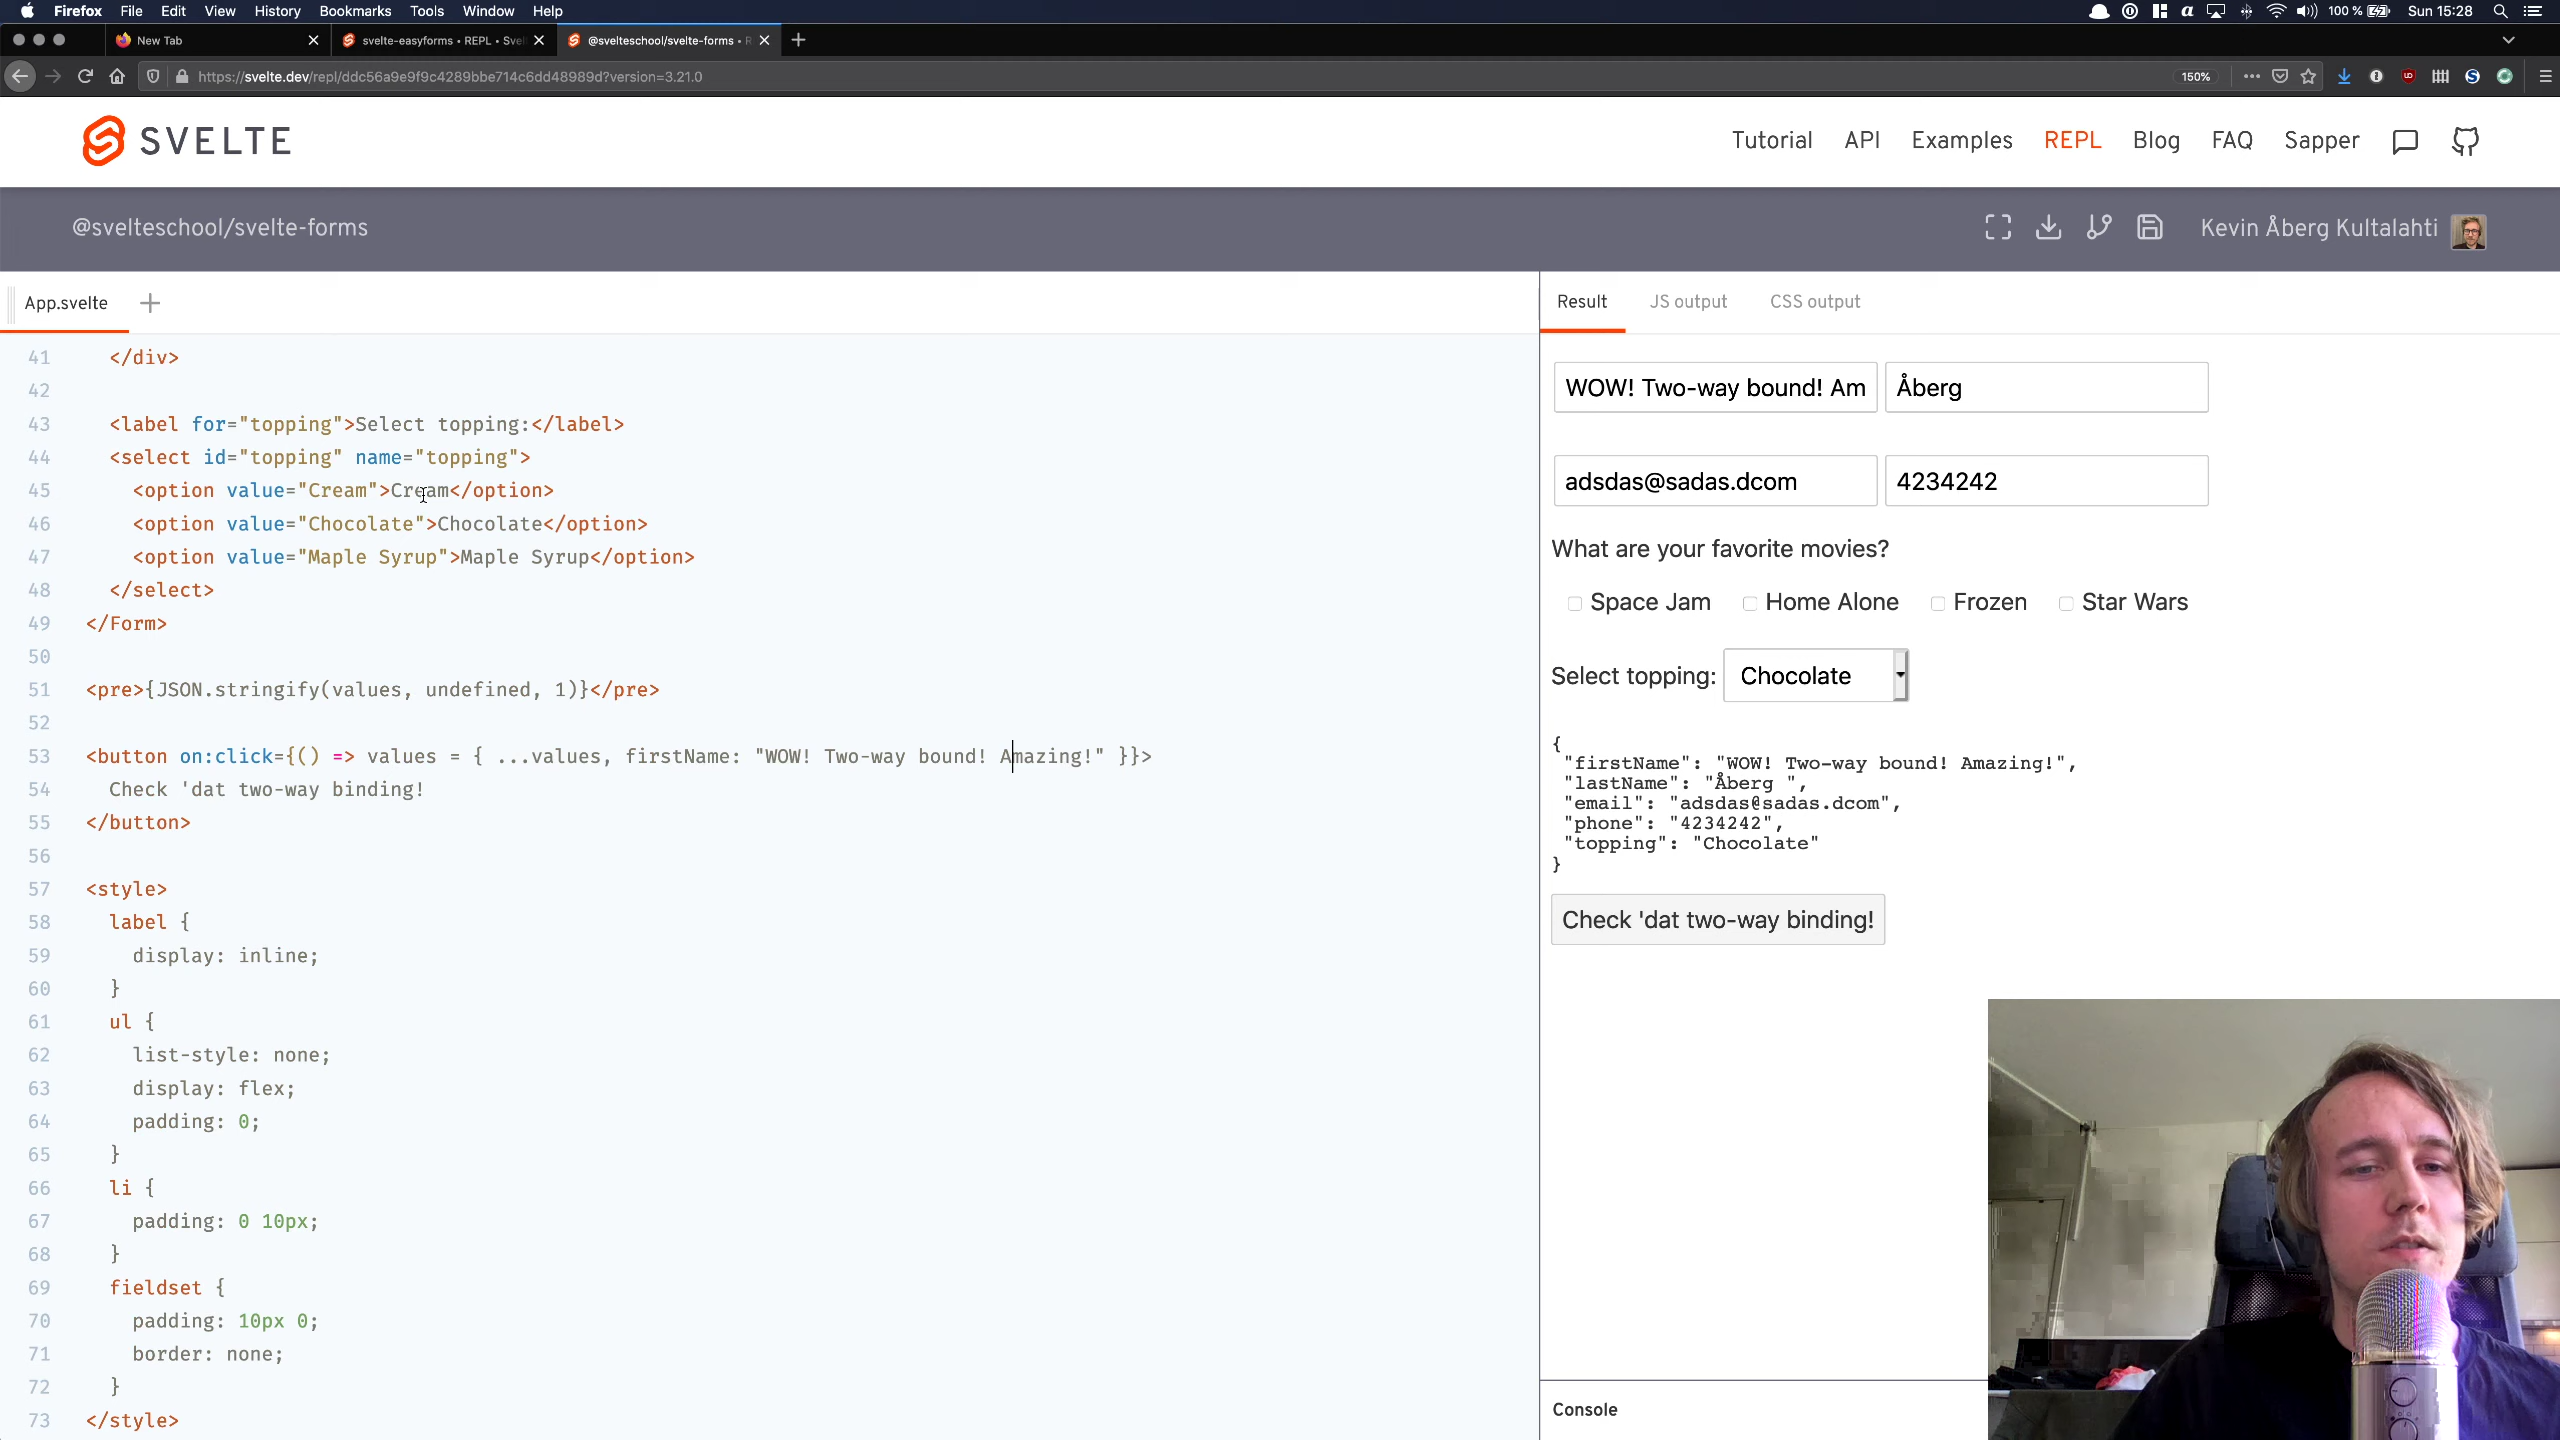 Firefox File Edit View History Bookmarks Tools Window Help 100 % Sun 15:28
New Tab svelte-easyforms • REPL • Svel @svelteschool/svelte-forms • R
https://svelte.dev/repl/ddc56a9e9f9c4289bbe714c6dd48989d?version=3.21.0 150%
SVELTE Tutorial API Examples REPL Blog FAQ Sapper
@svelteschool/svelte-forms Kevin Åberg Kultalahti
App.svelte
41 </div>
42
43 <label for="topping">Select topping:</label>
44 <select id="topping" name="topping">
45 <option value="Cream">Cream</option>
46 <option value="Chocolate">Chocolate</option>
47 <option value="Maple Syrup">Maple Syrup</option>
48 </select>
49 </Form>
50
51 <pre>{JSON.stringify(values, undefined, 1)}</pre>
52
53 <button on:click={() => values = { ...values, firstName: "WOW! Two-way bound! Amazing!" }}>
54 Check 'dat two-way binding!
55 </button>
56
57 <style>
58 label {
59 display: inline;
60 }
61 ul {
62 list-style: none;
63 display: flex;
64 padding: 0;
65 }
66 li {
67 padding: 0 10px;
68 }
69 fieldset {
70 padding: 10px 0;
71 border: none;
72 }
73 </style>
Result JS output CSS output
WOW! Two-way bound! Am Åberg
adsdas@sadas.dcom 4234242
What are your favorite movies?
Space Jam Home Alone Frozen Star Wars
Select topping: Chocolate
{
"firstName": "WOW! Two-way bound! Amazing!",
"lastName": "Åberg ",
"email": "adsdas@sadas.dcom",
"phone": "4234242",
"topping": "Chocolate"
}
Check 'dat two-way binding!
Console